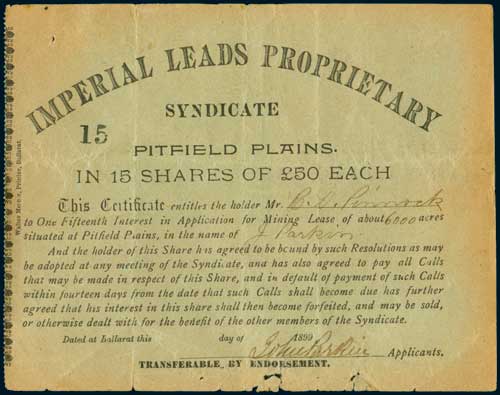 IMPERIAL LEADS PROPRIETARY
SYNDICATE
15
PITFIELD PLAINS.
IN 15 SHARES OF £50 EACH
This Certificate entitles the holder Mr.
to One Fifteenth Interest in Application for Mining Lease of about 6000 acres
situated at Pitfield Plains, in the name of J Parkin
And the holder of this Share has agreed to be bound by such Resolutions as may
be adopted at any meeting of the Syndicate, and has also agreed to pay all Calls
that may be made in respect of this Share, and in default of payment of such Calls
within fourteen days from the date that such Calls shall become due has further
agreed that his interest in this share shall then become forfeited, and may be sold,
or otherwise dealt with for the benefit of the other members of the Syndicate.
Dated at Ballarat this day of 1899
John Parkin Applicants.
TRANSFERABLE BY ENDORSEMENT.
Printer, Ballarat.